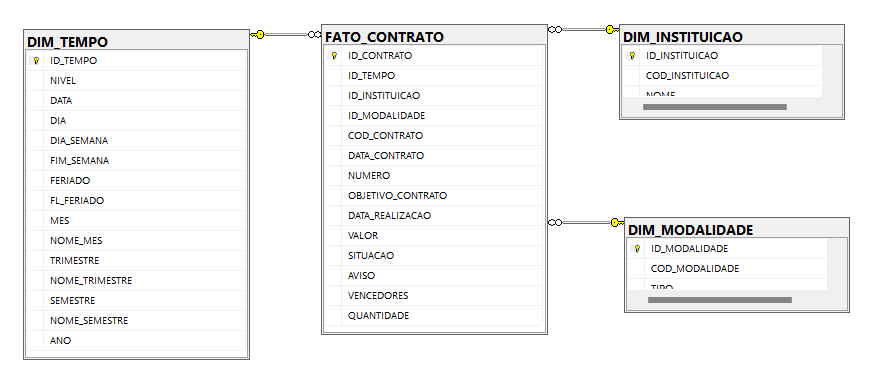 DIM_TEMPO
ID_TEMPO
NIVEL
DATA
DIA
DIA_SEMANA
FIM_SEMANA
FERIADO
FL_FERIADO
MES
NOME_MES
TRIMESTRE
NOME_TRIMESTRE
SEMESTRE
NOME_SEMESTRE
ANO
FATO_CONTRATO
ID_CONTRATO
ID_TEMPO
ID_INSTITUICAO
ID_MODALIDADE
COD_CONTRATO
DATA_CONTRATO
NUMERO
OBJETIVO_CONTRATO
DATA_REALIZACAO
VALOR
SITUACAO
AVISO
VENCEDORES
QUANTIDADE
DIM_INSTITUICAO
ID_INSTITUICAO
COD_INSTITUICAO
NOME
DIM_MODALIDADE
ID_MODALIDADE
COD_MODALIDADE
TIPO